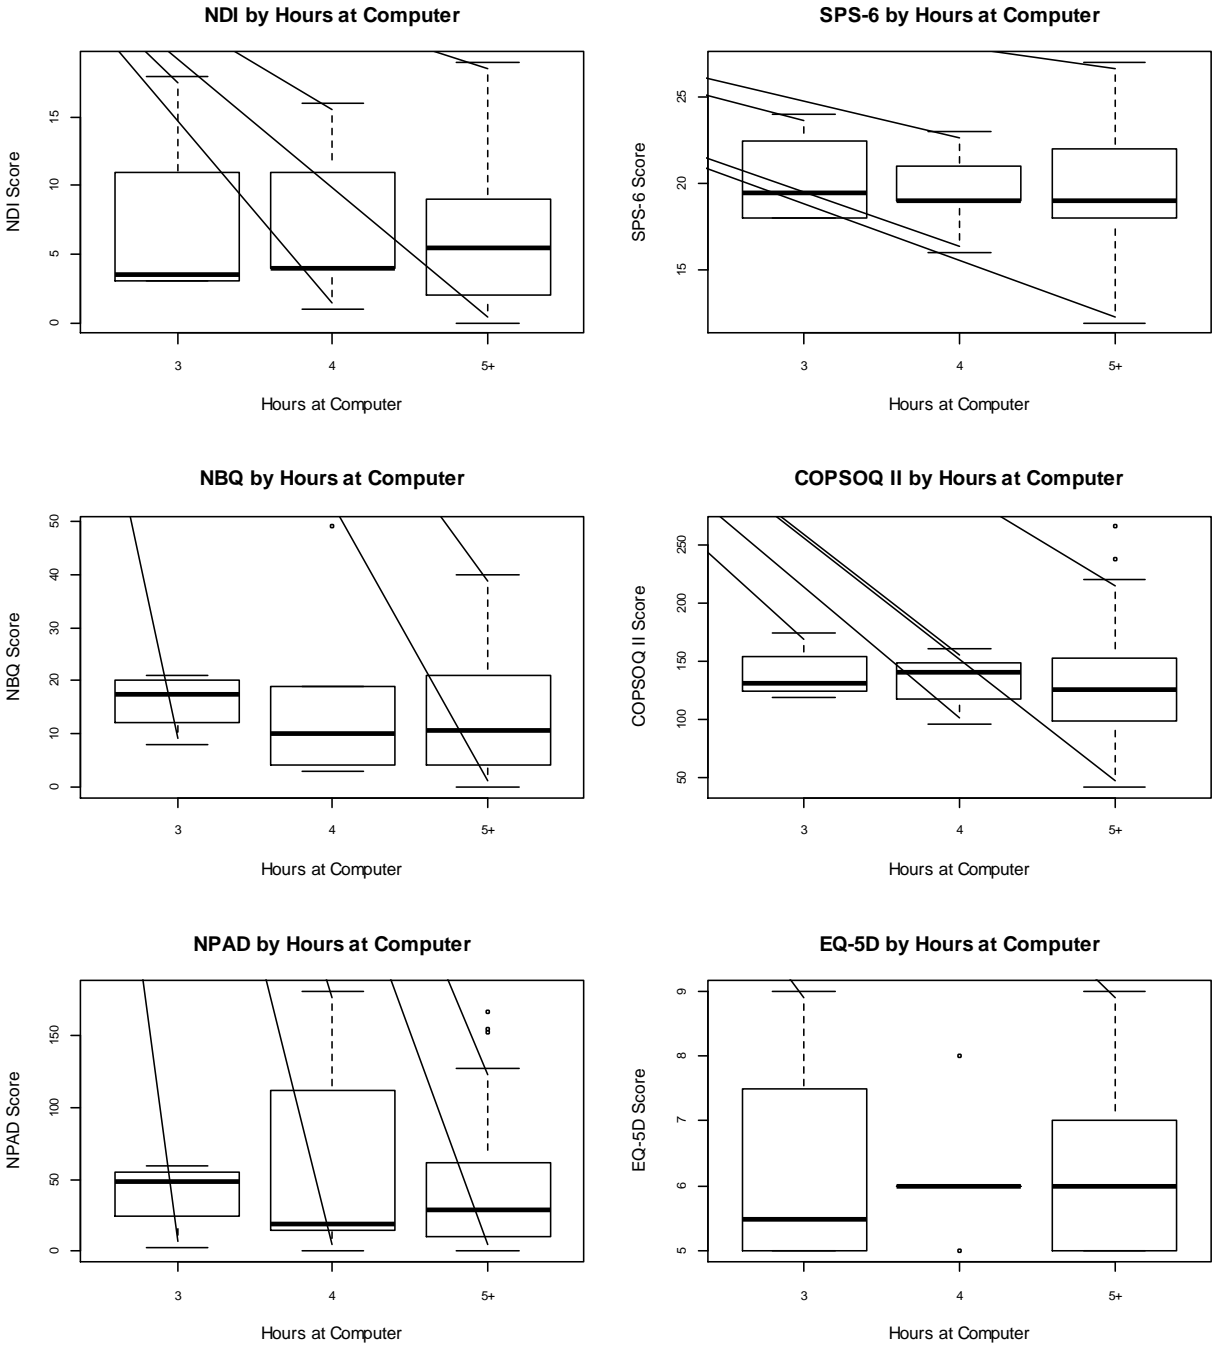 NDI by Hours at Computer
NDI Score
15
10
5
0
3 4 5+
Hours at Computer
SPS-6 by Hours at Computer
SPS-6 Score
25
20
15
3 4 5+
Hours at Computer
NBQ by Hours at Computer
NBQ Score
50
40
30
20
10
0
3 4 5+
Hours at Computer
COPSOQ II by Hours at Computer
COPSOQ II Score
250
200
150
100
50
3 4 5+
Hours at Computer
NPAD by Hours at Computer
NPAD Score
150
100
50
0
3 4 5+
Hours at Computer
EQ-5D by Hours at Computer
EQ-5D Score
9
8
7
6
5
3 4 5+
Hours at Computer